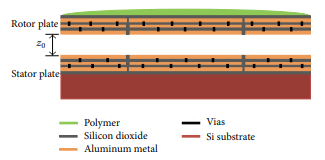 Rotor plate
z0
Stator plate
Polymer
Silicon dioxide
Aluminum metal
Vias
Si substrate